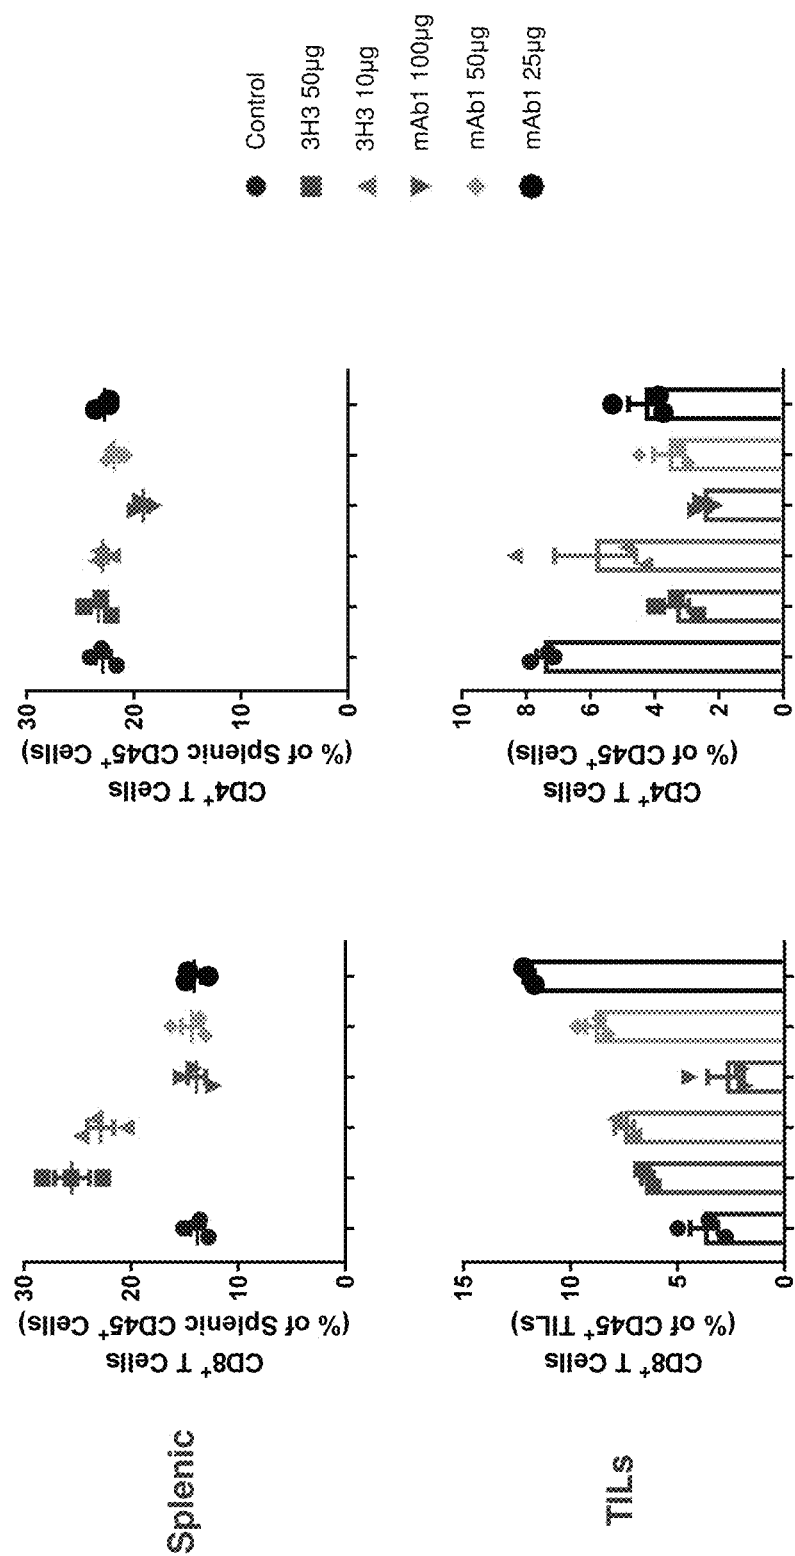 Splenic
CD8⁺ T Cells
(% of Splenic CD45⁺ Cells)
30
20
10
0
CD4⁺ T Cells
(% of Splenic CD45⁺ Cells)
30
20
10
0
Control
3H3 50µg
3H3 10µg
mAb1 100µg
mAb1 50µg
mAb1 25µg
TILs
CD8⁺ T Cells
(% of CD45⁺ TILs)
15
10
5
0
CD4⁺ T Cells
(% of CD45⁺ Cells)
10
8
6
4
2
0